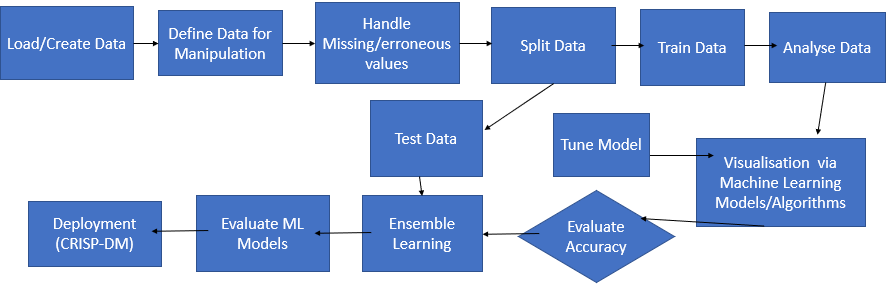 Load/Create Data
Define Data for
Manipulation
Handle
Missing/erroneous
values
Split Data
Train Data
Analyse Data
Test Data
Tune Model
Visualisation via
Machine Learning
Models/Algorithms
Deployment
(CRISP-DM)
Evaluate ML
Models
Ensemble
Learning
Evaluate
Accuracy